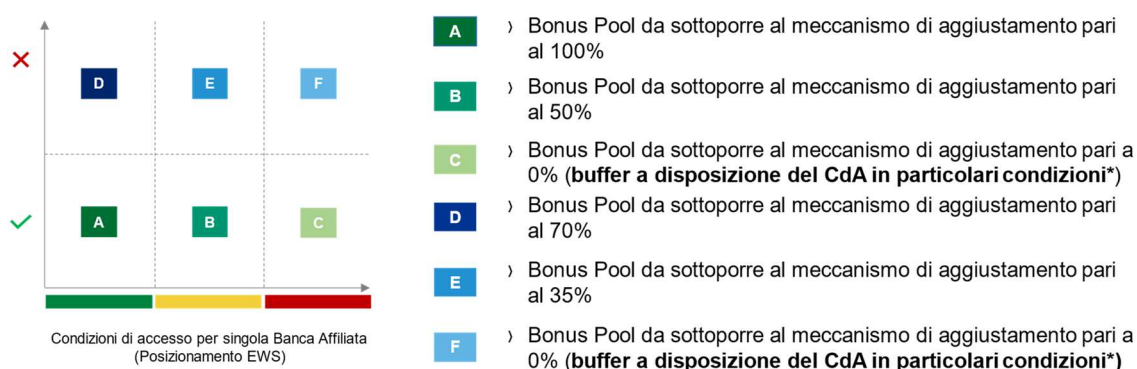 D
E
F
A
B
C
Condizioni di accesso per singola Banca Affiliata
(Posizionamento EWS)
A
› Bonus Pool da sottoporre al meccanismo di aggiustamento pari
al 100%
B
› Bonus Pool da sottoporre al meccanismo di aggiustamento pari
al 50%
C
› Bonus Pool da sottoporre al meccanismo di aggiustamento pari a
0% (buffer a disposizione del CdA in particolari condizioni*)
D
› Bonus Pool da sottoporre al meccanismo di aggiustamento pari
al 70%
E
› Bonus Pool da sottoporre al meccanismo di aggiustamento pari
al 35%
F
› Bonus Pool da sottoporre al meccanismo di aggiustamento pari a
0% (buffer a disposizione del CdA in particolari condizioni*)